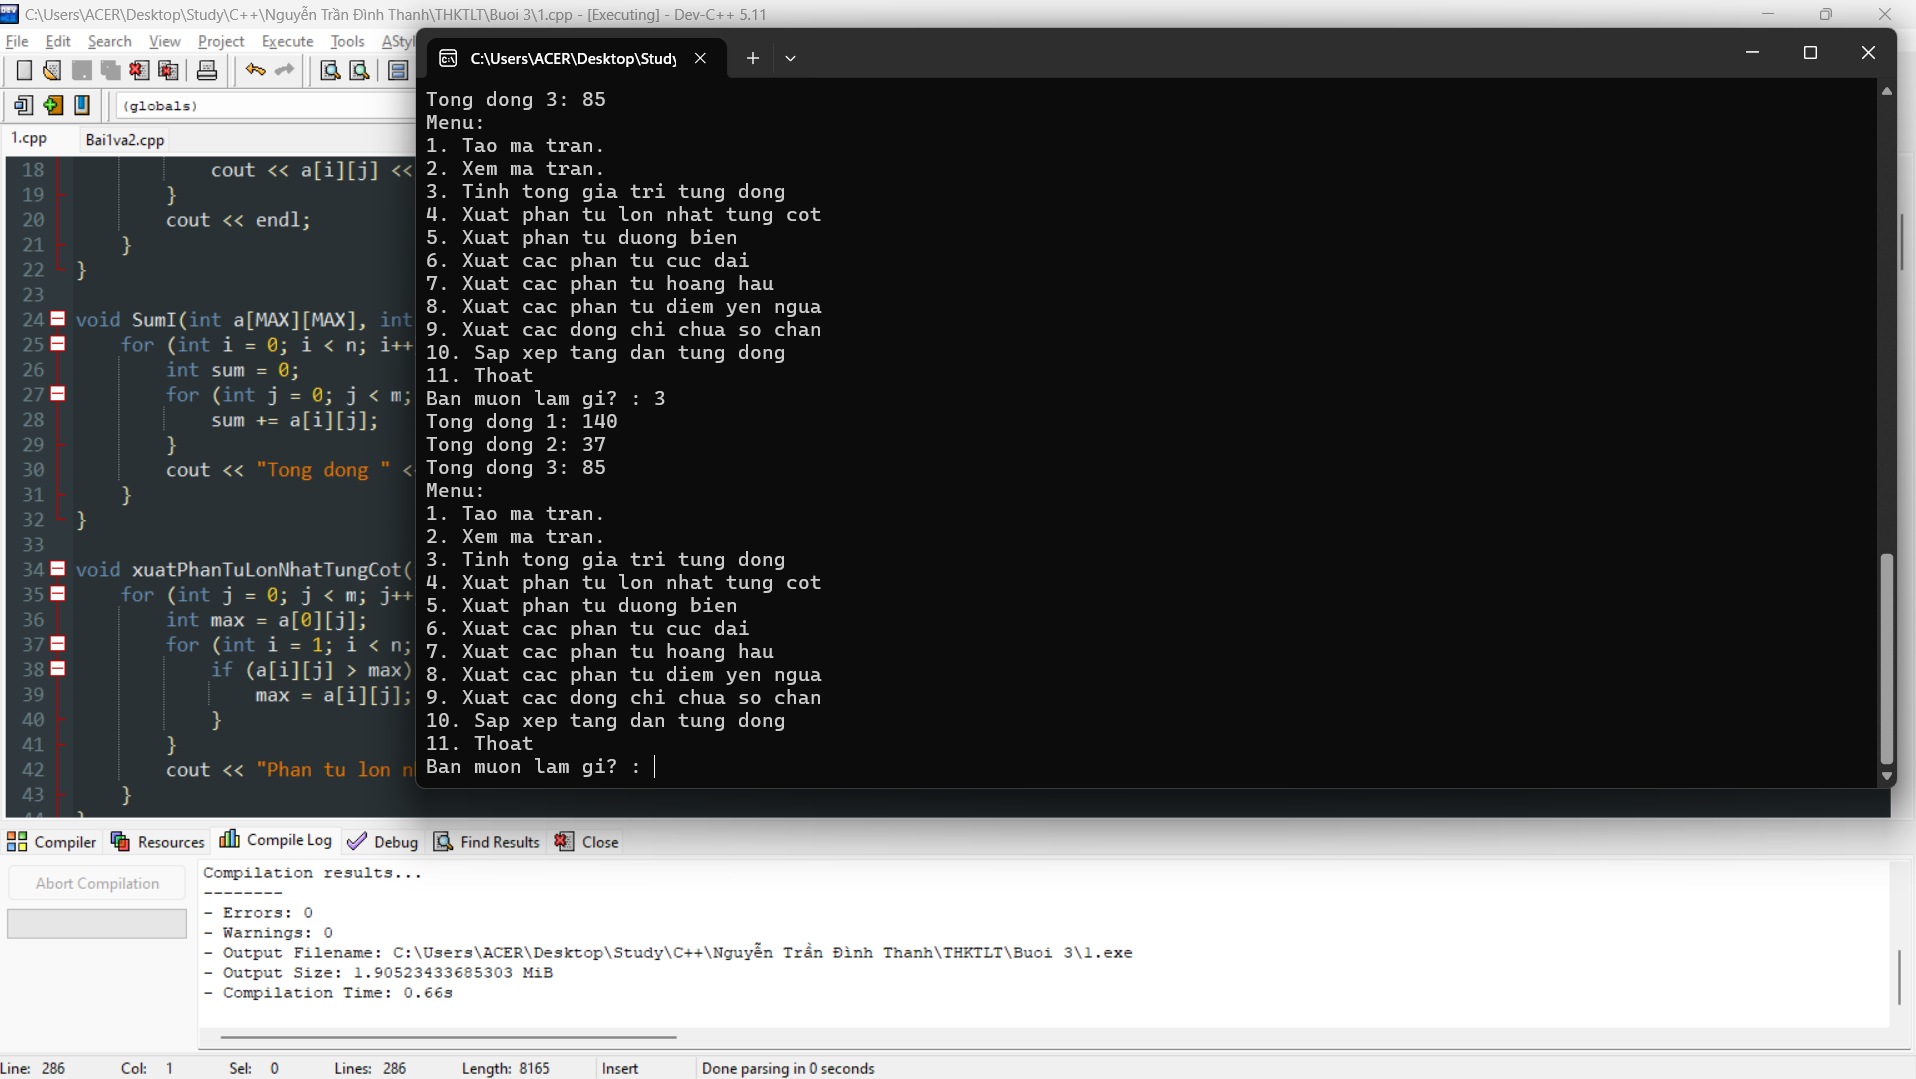 C:\Users\ACER\Desktop\Study\C++\Nguyễn Trần Đình Thanh\THKTLT\Buoi 3\1.cpp - [Executing] - Dev-C++ 5.11
File Edit Search View Project Execute Tools AStyl
(globals)
1.cpp Bai1va2.cpp
18 cout << a[i][j] <<
19 }
20 cout << endl;
21 }
22 }
23
24 void SumI(int a[MAX][MAX], int
25 for (int i = 0; i < n; i++
26 int sum = 0;
27 for (int j = 0; j < m;
28 sum += a[i][j];
29 }
30 cout << "Tong dong " <
31 }
32 }
33
34 void xuatPhanTuLonNhatTungCot(
35 for (int j = 0; j < m; j++
36 int max = a[0][j];
37 for (int i = 1; i < n;
38 if (a[i][j] > max)
39 max = a[i][j];
40 }
41 }
42 cout << "Phan tu lon n
43 }
44 }
C:\Users\ACER\Desktop\Study
Tong dong 3: 85
Menu:
1. Tao ma tran.
2. Xem ma tran.
3. Tinh tong gia tri tung dong
4. Xuat phan tu lon nhat tung cot
5. Xuat phan tu duong bien
6. Xuat cac phan tu cuc dai
7. Xuat cac phan tu hoang hau
8. Xuat cac phan tu diem yen ngua
9. Xuat cac dong chi chua so chan
10. Sap xep tang dan tung dong
11. Thoat
Ban muon lam gi? : 3
Tong dong 1: 140
Tong dong 2: 37
Tong dong 3: 85
Menu:
1. Tao ma tran.
2. Xem ma tran.
3. Tinh tong gia tri tung dong
4. Xuat phan tu lon nhat tung cot
5. Xuat phan tu duong bien
6. Xuat cac phan tu cuc dai
7. Xuat cac phan tu hoang hau
8. Xuat cac phan tu diem yen ngua
9. Xuat cac dong chi chua so chan
10. Sap xep tang dan tung dong
11. Thoat
Ban muon lam gi? :
Compiler Resources Compile Log Debug Find Results Close
Abort Compilation
Compilation results...
--------
- Errors: 0
- Warnings: 0
- Output Filename: C:\Users\ACER\Desktop\Study\C++\Nguyễn Trần Đình Thanh\THKTLT\Buoi 3\1.exe
- Output Size: 1.90523433685303 MiB
- Compilation Time: 0.66s
Line: 286 Col: 1 Sel: 0 Lines: 286 Length: 8165 Insert Done parsing in 0 seconds